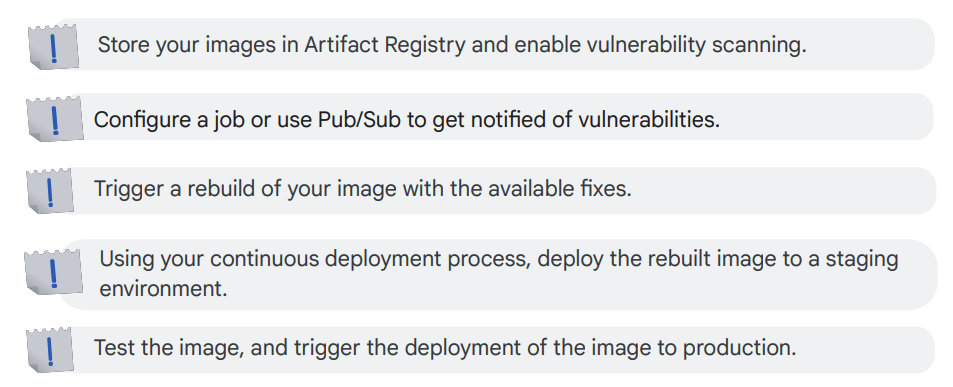 Store your images in Artifact Registry and enable vulnerability scanning.
Configure a job or use Pub/Sub to get notified of vulnerabilities.
Trigger a rebuild of your image with the available fixes.
Using your continuous deployment process, deploy the rebuilt image to a staging
environment.
Test the image, and trigger the deployment of the image to production.